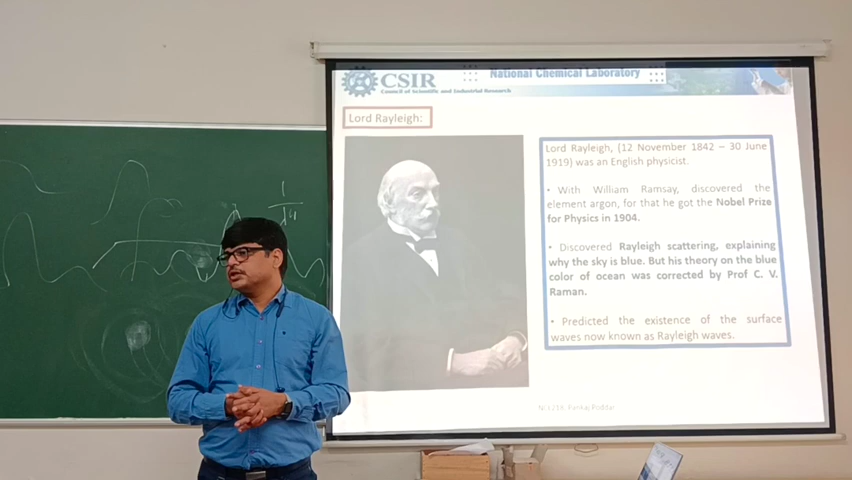 CSIR
Council of Scientific and Industrial Research
National Chemical Laboratory
Lord Rayleigh:
Lord Rayleigh, (12 November 1842 – 30 June
1919) was an English physicist.
• With William Ramsay, discovered the
element argon, for that he got the Nobel Prize
for Physics in 1904.
• Discovered Rayleigh scattering, explaining
why the sky is blue. But his theory on the blue
color of ocean was corrected by Prof C. V.
Raman.
• Predicted the existence of the surface
waves now known as Rayleigh waves.
1